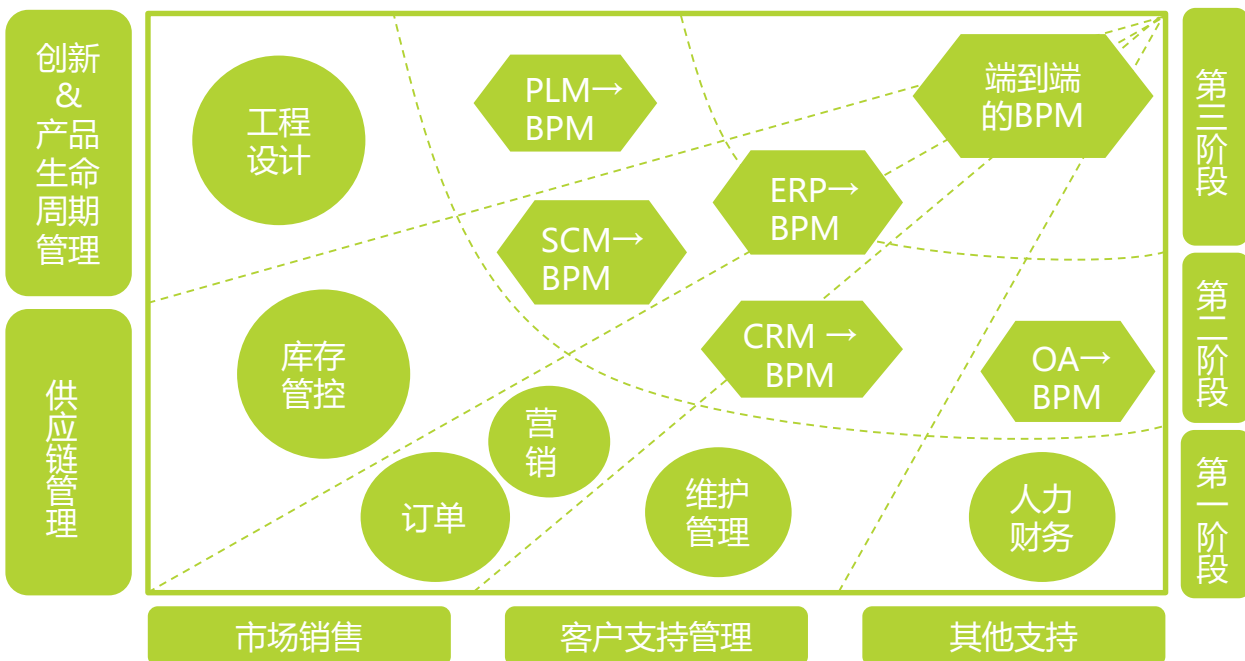 创新
&
产品
生命
周期
管理
供应链管理
工程
设计
PLM→
BPM
端到端
的BPM
ERP→
BPM
SCM→
BPM
库存
管控
CRM →
BPM
OA→
BPM
营
销
订单
维护
管理
人力
财务
第三阶段
第二阶段
第一阶段
市场销售
客户支持管理
其他支持